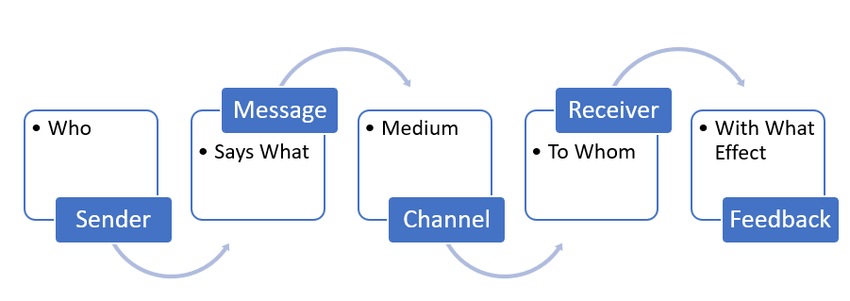 • Who
Sender
Message
• Says What
• Medium
Channel
Receiver
• To Whom
• With What
Effect
Feedback